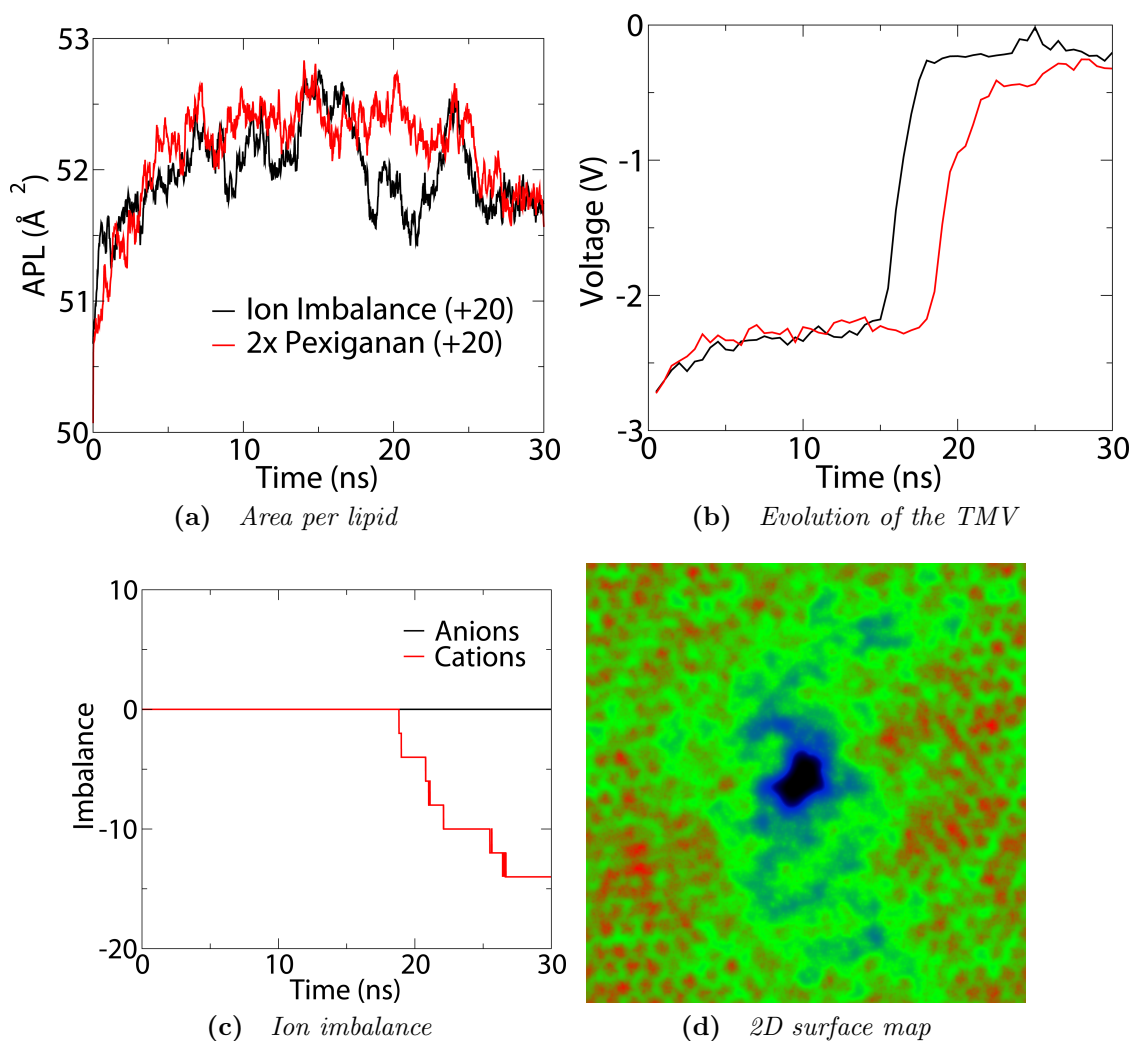 53
52
51
50
APL (Å 2)
Ion Imbalance (+20)
2x Pexiganan (+20)
0 10 20 30
Time (ns)
(a) Area per lipid
0
-1
-2
-3
Voltage (V)
0 10 20 30
Time (ns)
(b) Evolution of the TMV
10
0
-10
-20
Imbalance
Anions
Cations
0 10 20 30
Time (ns)
(c) Ion imbalance
(d) 2D surface map